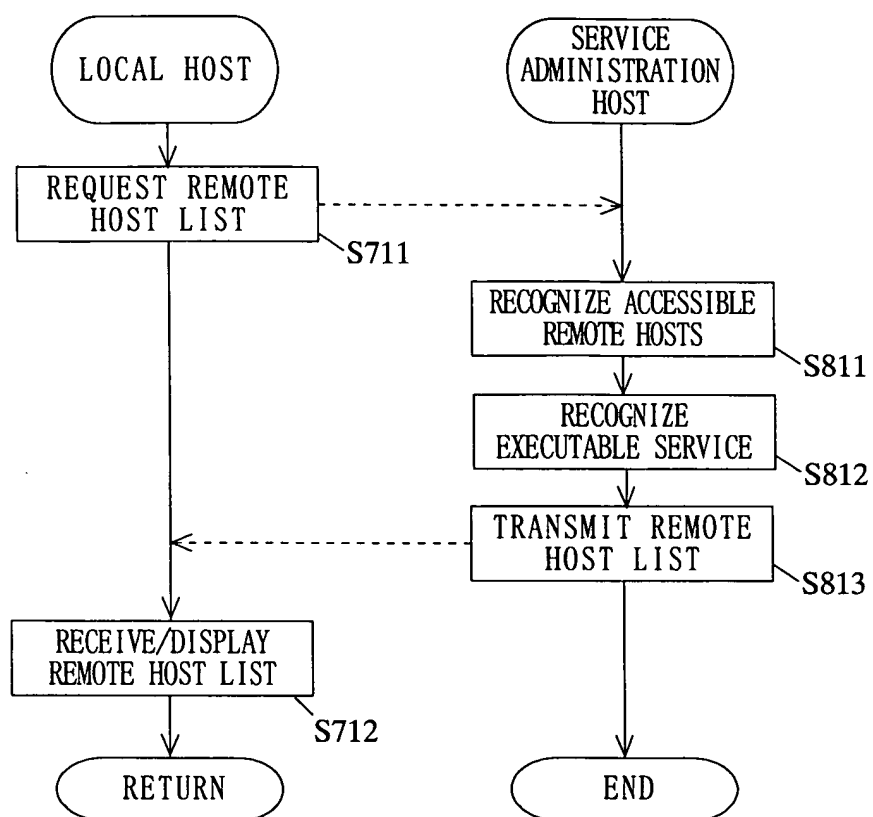 LOCAL HOST
SERVICE
ADMINISTRATION
HOST
REQUEST REMOTE
HOST LIST
S711
RECOGNIZE ACCESSIBLE
REMOTE HOSTS
S811
RECOGNIZE
EXECUTABLE SERVICE
S812
TRANSMIT REMOTE
HOST LIST
S813
RECEIVE/DISPLAY
REMOTE HOST LIST
S712
RETURN
END